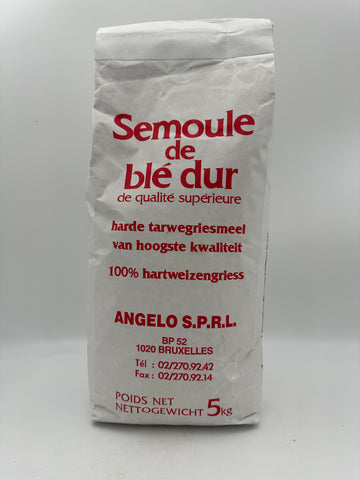 Semoule
de
blé dur
de qualité supérieure
harde tarwegriesmeel
van hoogste kwaliteit
100% hartweizengriess
ANGELO S.P.R.L.
BP 52
1020 BRUXELLES
Tél : 02/270.92.42
Fax : 02/270.92.14
POIDS NET
NETTOGEWICHT 5kg